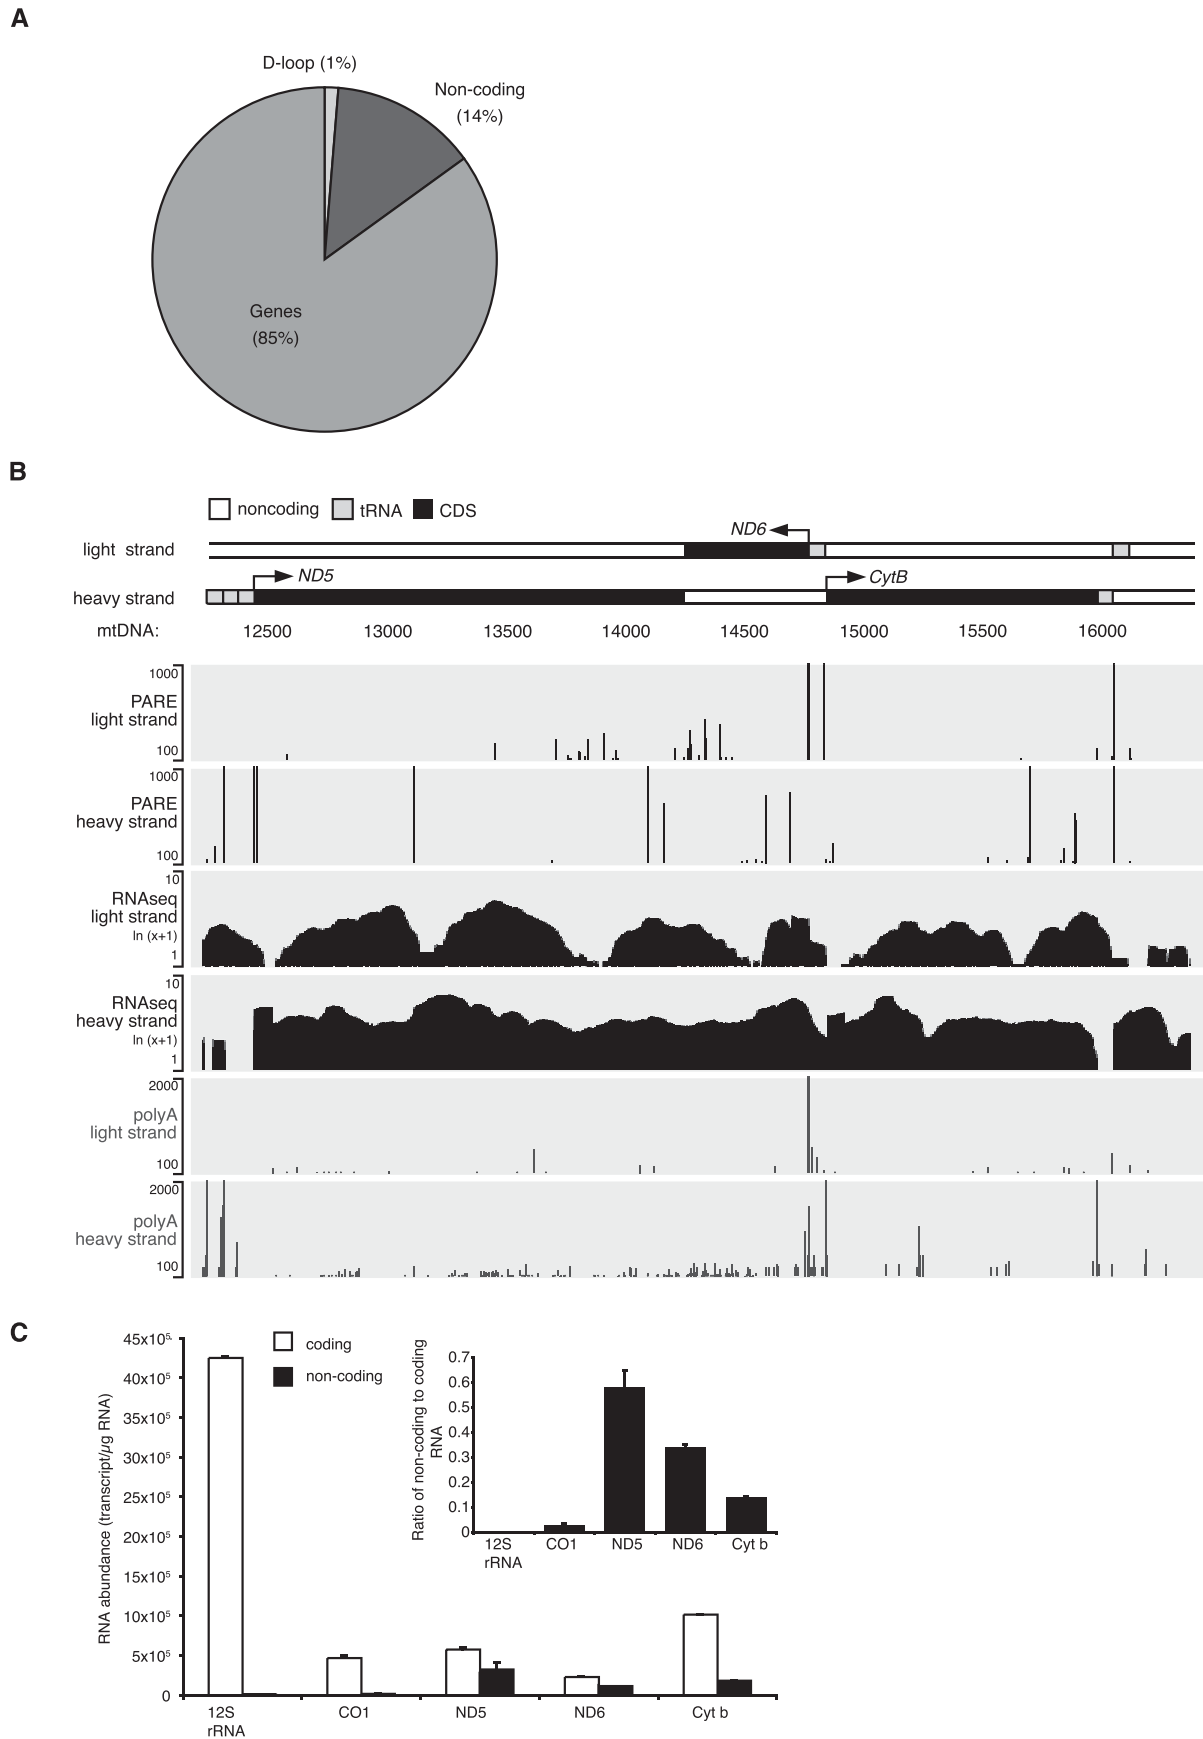 A
D-loop (1%)
Non-coding
(14%)
Genes
(85%)
B
noncoding tRNA CDS
ND6
light strand
ND5 CytB
heavy strand
mtDNA: 12500 13000 13500 14000 14500 15000 15500 16000
1000
PARE
light strand
100
1000
PARE
heavy strand
100
10
RNAseq
light strand
ln (x+1)
1
10
RNAseq
heavy strand
ln (x+1)
1
2000
polyA
light strand
100
2000
polyA
heavy strand
100
C
RNA abundance (transcript/µg RNA)
45x10⁵
40x10⁵
35x10⁵
30x10⁵
25x10⁵
20x10⁵
15x10⁵
10x10⁵
5x10⁵
0
coding
non-coding
Ratio of non-coding to coding
RNA
0.7
0.6
0.5
0.4
0.3
0.2
0.1
0
12S CO1 ND5 ND6 Cyt b
rRNA
12S CO1 ND5 ND6 Cyt b
rRNA